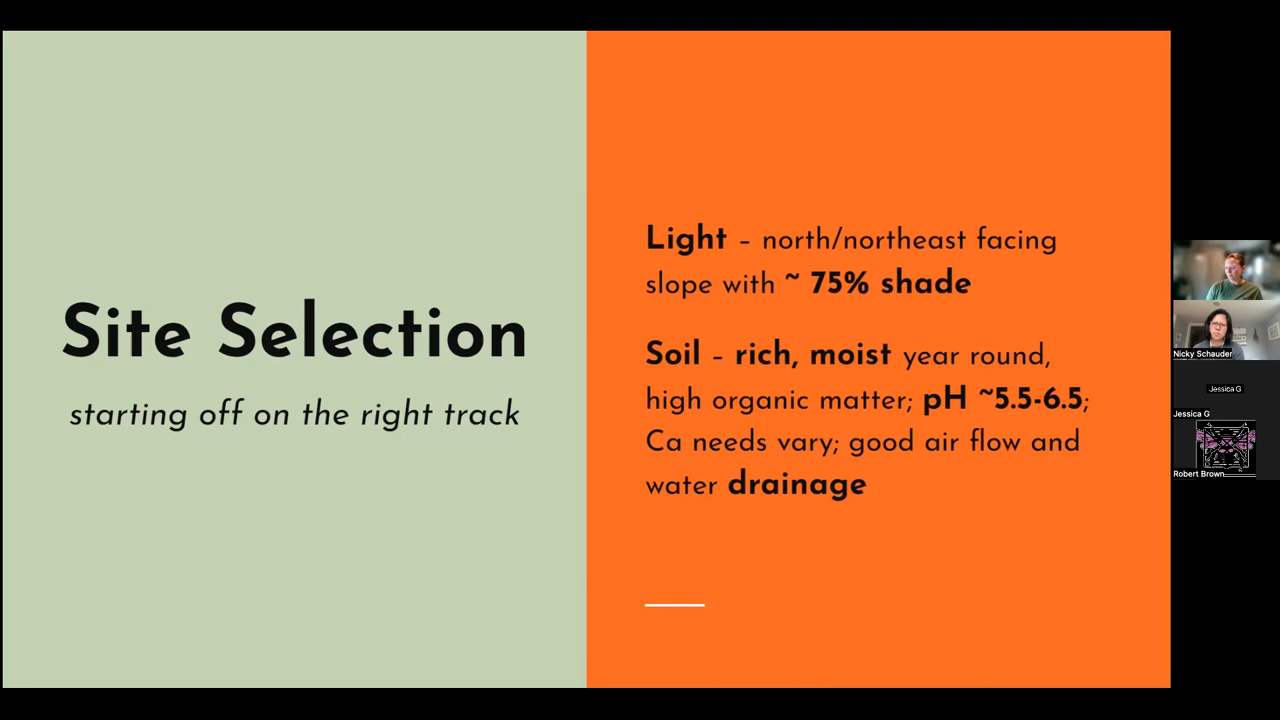 Site Selection
starting off on the right track
Light – north/northeast facing
slope with ~ 75% shade
Soil – rich, moist year round,
high organic matter; pH ~5.5-6.5;
Ca needs vary; good air flow and
water drainage
Nicky Schauder
Jessica G
Jessica G
Robert Brown